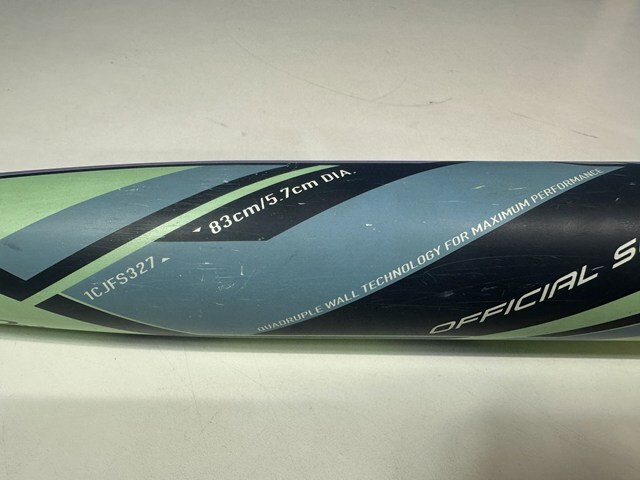 83cm/5.7cm DIA.
1CJFS327
QUADRUPLE WALL TECHNOLOGY FOR MAXIMUM PERFORMANCE
OFFICIAL